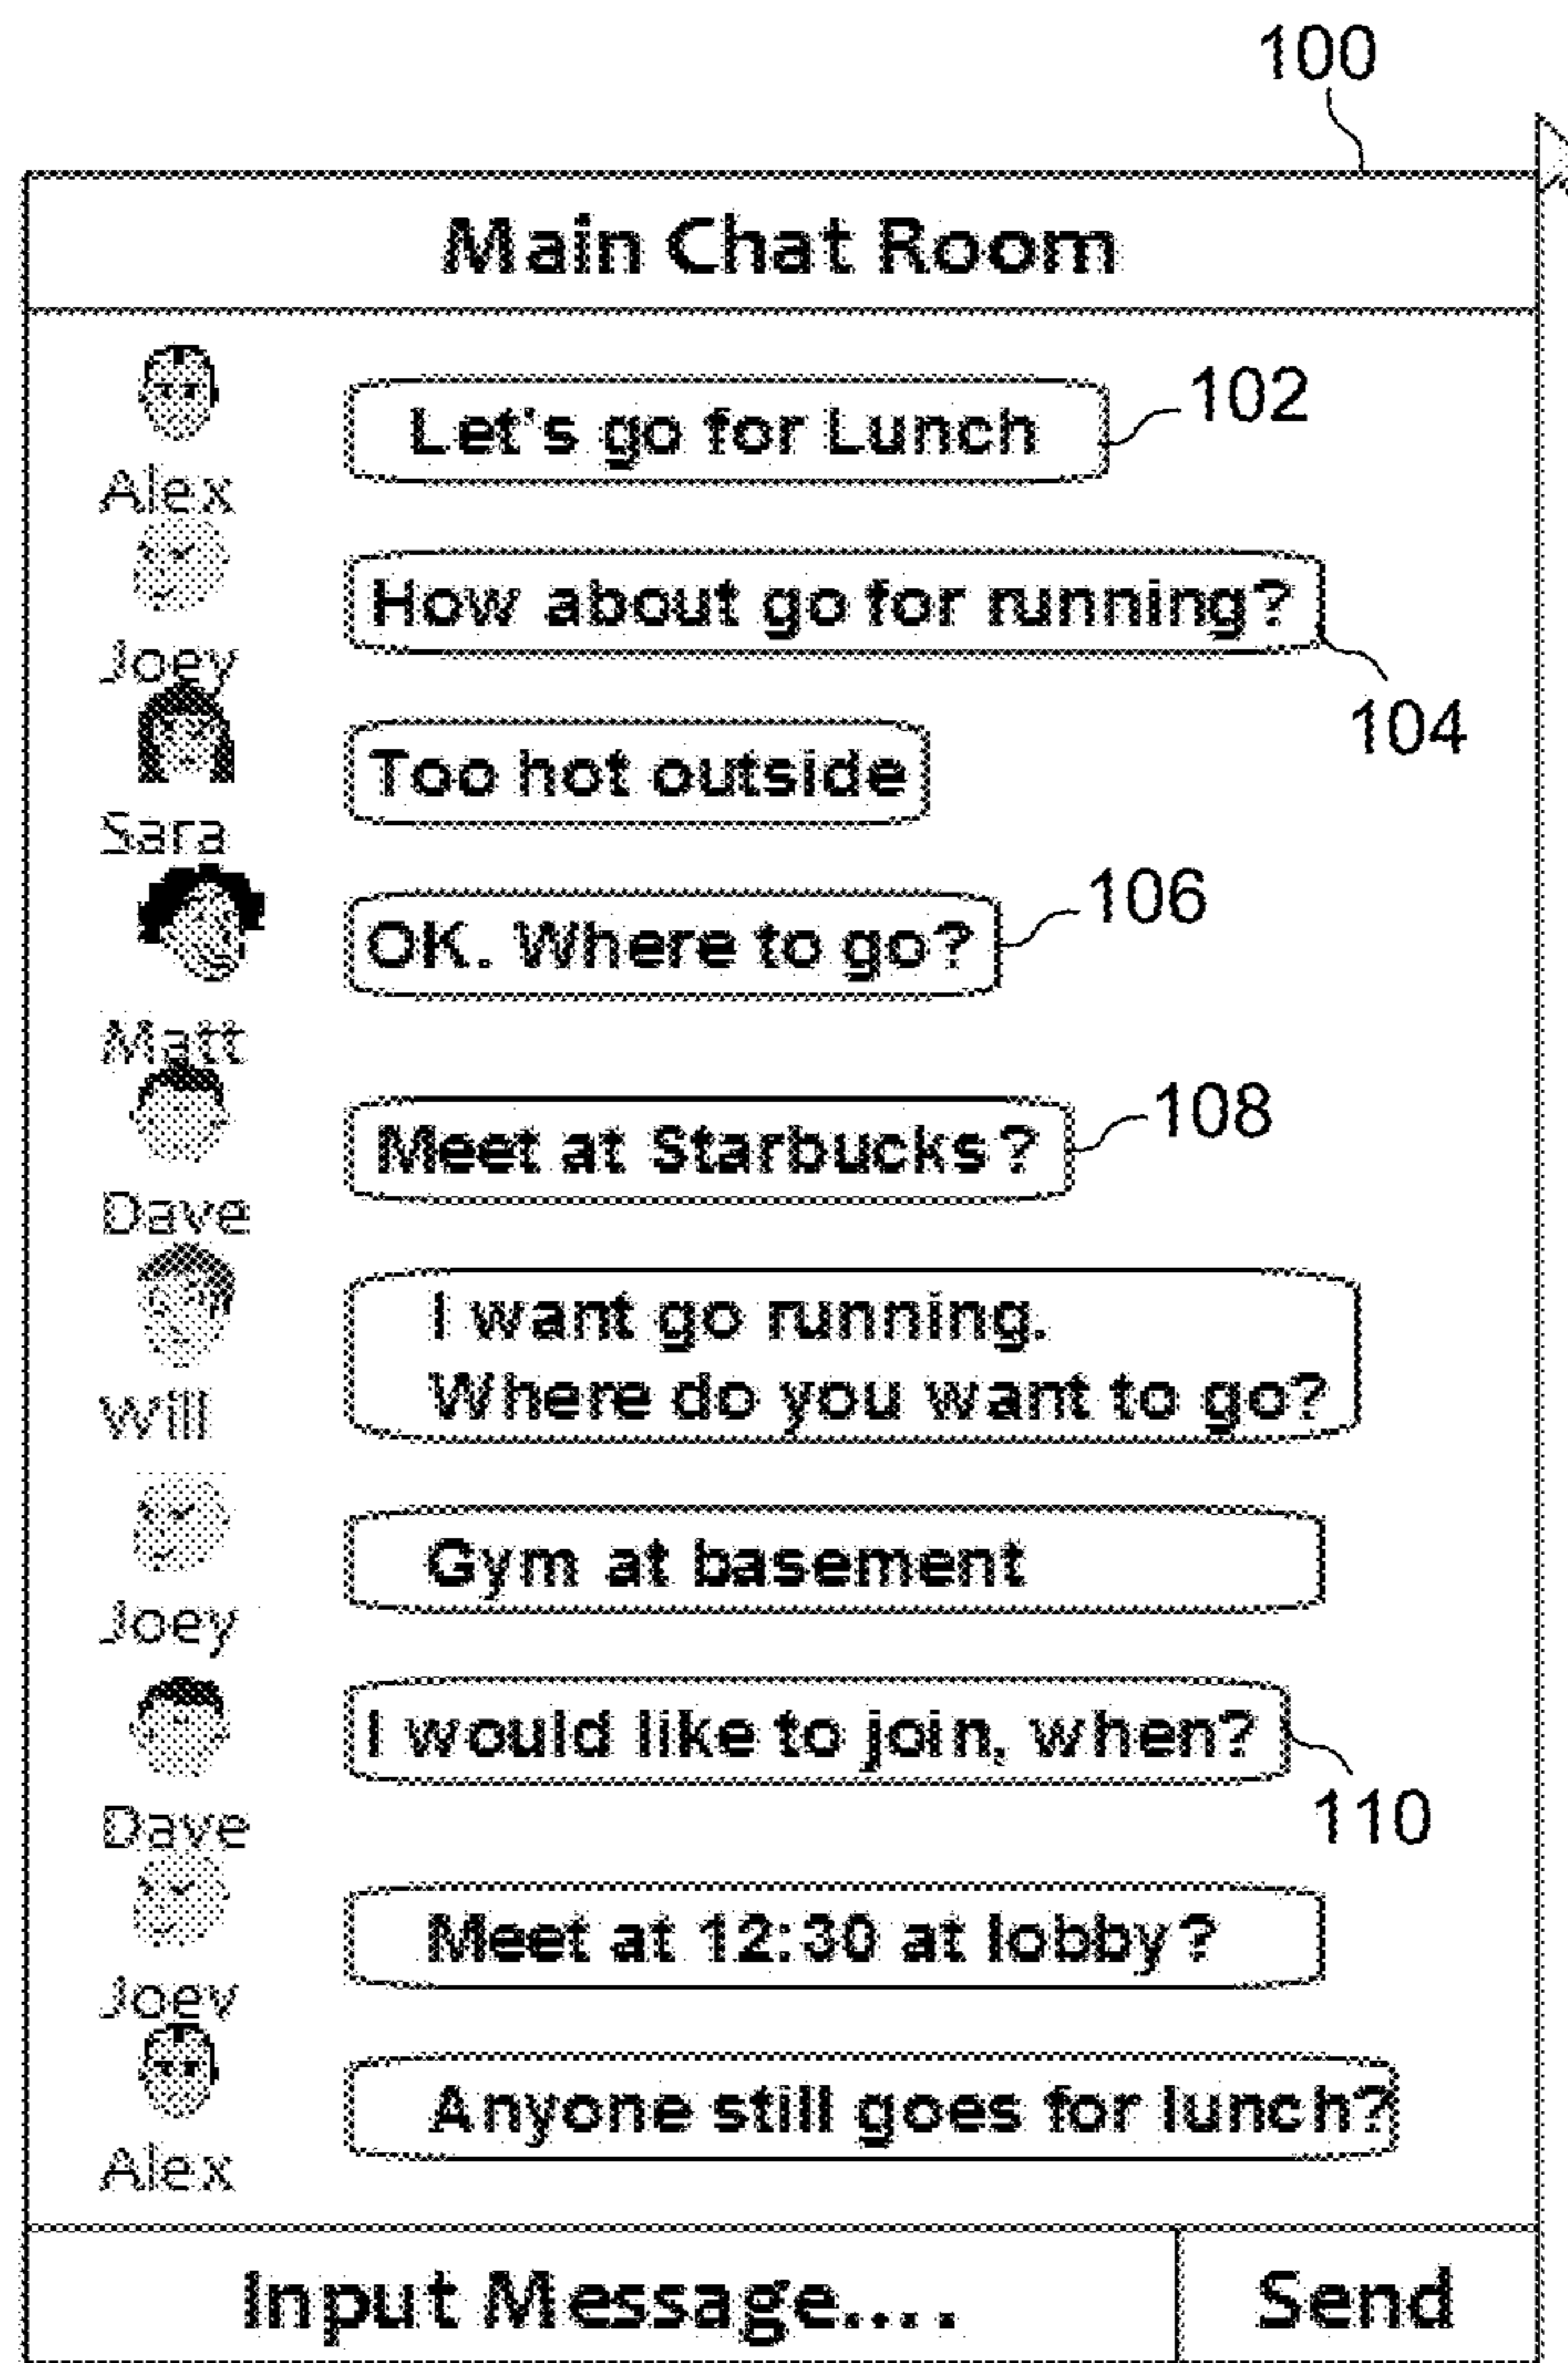 100
Main Chat Room
Let's go for Lunch
102
Alex
How about go for running?
104
Joey
Too hot outside
Sara
OK. Where to go?
106
Matt
Meet at Starbucks?
108
Dave
I want go running.
Where do you want to go?
Will
Gym at basement
Joey
I would like to join, when?
110
Dave
Meet at 12:30 at lobby?
Joey
Anyone still goes for lunch?
Alex
Input Message....
Send